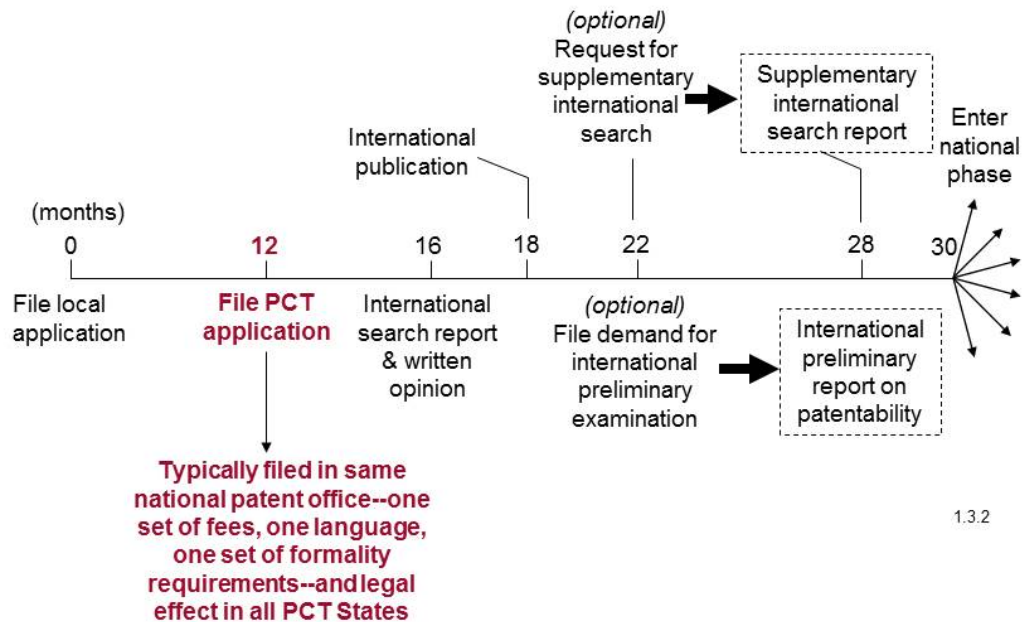 (optional)
Request for
supplementary
international
search
Supplementary
international
search report
Enter
national
phase
International
publication
(months)
0
12
16
18
22
28
30
File local
application
File PCT
application
International
search report
& written
opinion
(optional)
File demand for
international
preliminary
examination
International
preliminary
report on
patentability
Typically filed in same
national patent office--one
set of fees, one language,
one set of formality
requirements--and legal
effect in all PCT States
1.3.2